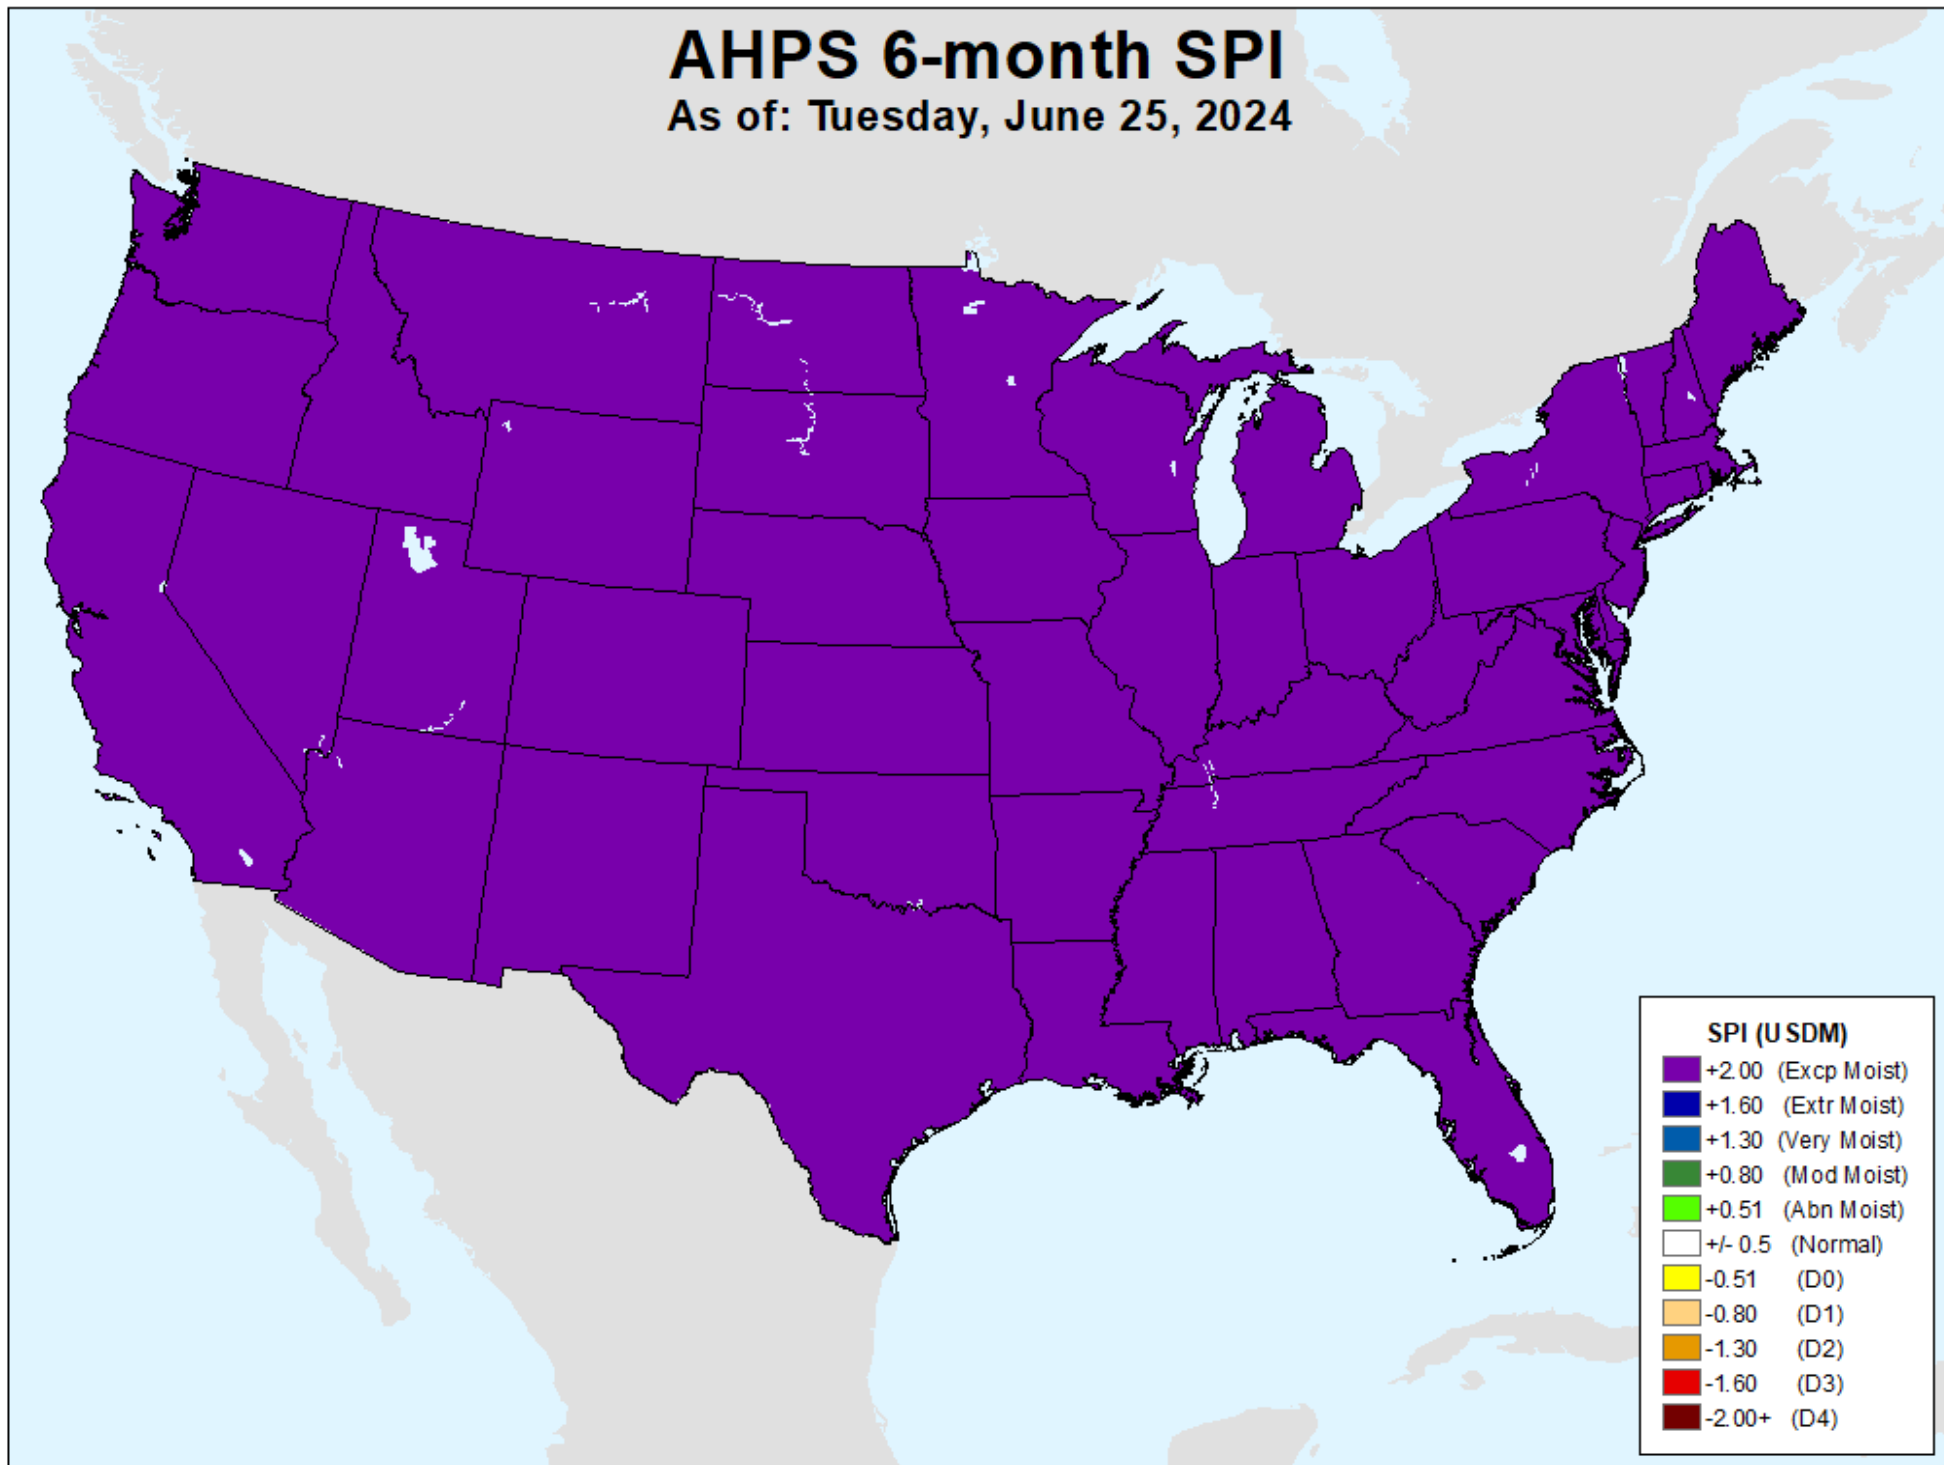 AHPS 6-month SPI
As of: Tuesday, June 25, 2024
SPI (USDM)
+2.00 (Excp Moist)
+1.60 (Extr Moist)
+1.30 (Very Moist)
+0.80 (Mod Moist)
+0.51 (Abn Moist)
+/- 0.5 (Normal)
-0.51 (D0)
-0.80 (D1)
-1.30 (D2)
-1.60 (D3)
-2.00+ (D4)